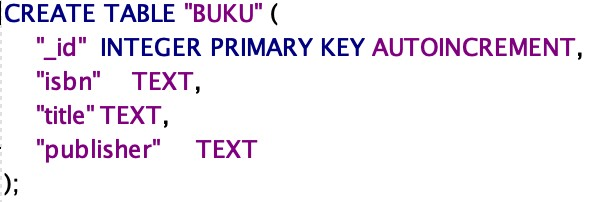 CREATE TABLE "BUKU" (
"_id" INTEGER PRIMARY KEY AUTOINCREMENT,
"isbn" TEXT,
"title" TEXT,
"publisher" TEXT
);